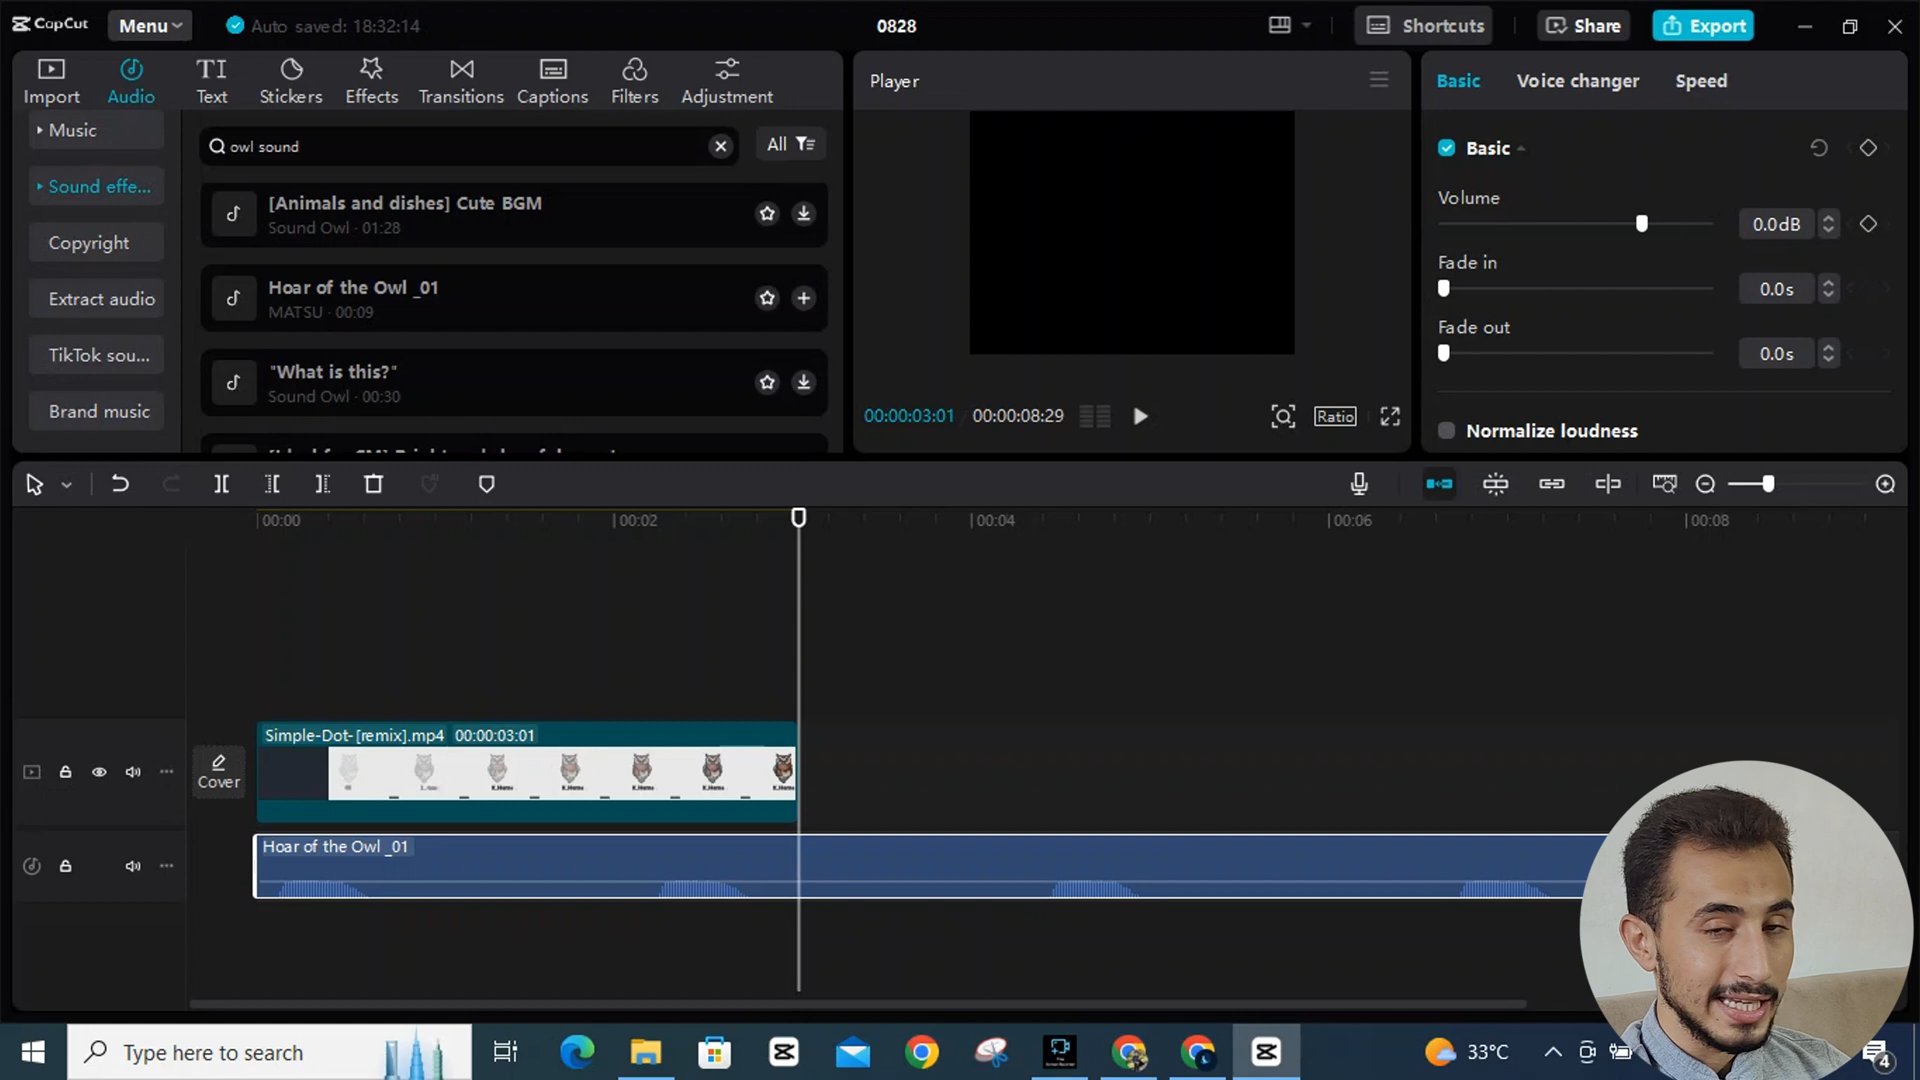 CapCut
Menu
Auto saved: 18:32:14
0828
Shortcuts
Share
Export
Import
Audio
Text
Stickers
Effects
Transitions
Captions
Filters
Adjustment
Music
Sound effe...
Copyright
Extract audio
TikTok sou...
Brand music
owl sound
All
[Animals and dishes] Cute BGM
Sound Owl · 01:28
Hoar of the Owl _01
MATSU · 00:09
"What is this?"
Sound Owl · 00:30
Player
00:00:03:01 / 00:00:08:29
Ratio
Basic
Voice changer
Speed
Basic
Volume
0.0dB
Fade in
0.0s
Fade out
0.0s
Normalize loudness
00:00
00:02
00:04
00:06
00:08
Cover
Simple-Dot-[remix].mp4 00:00:03:01
Hoar of the Owl _01
Type here to search
33°C
4